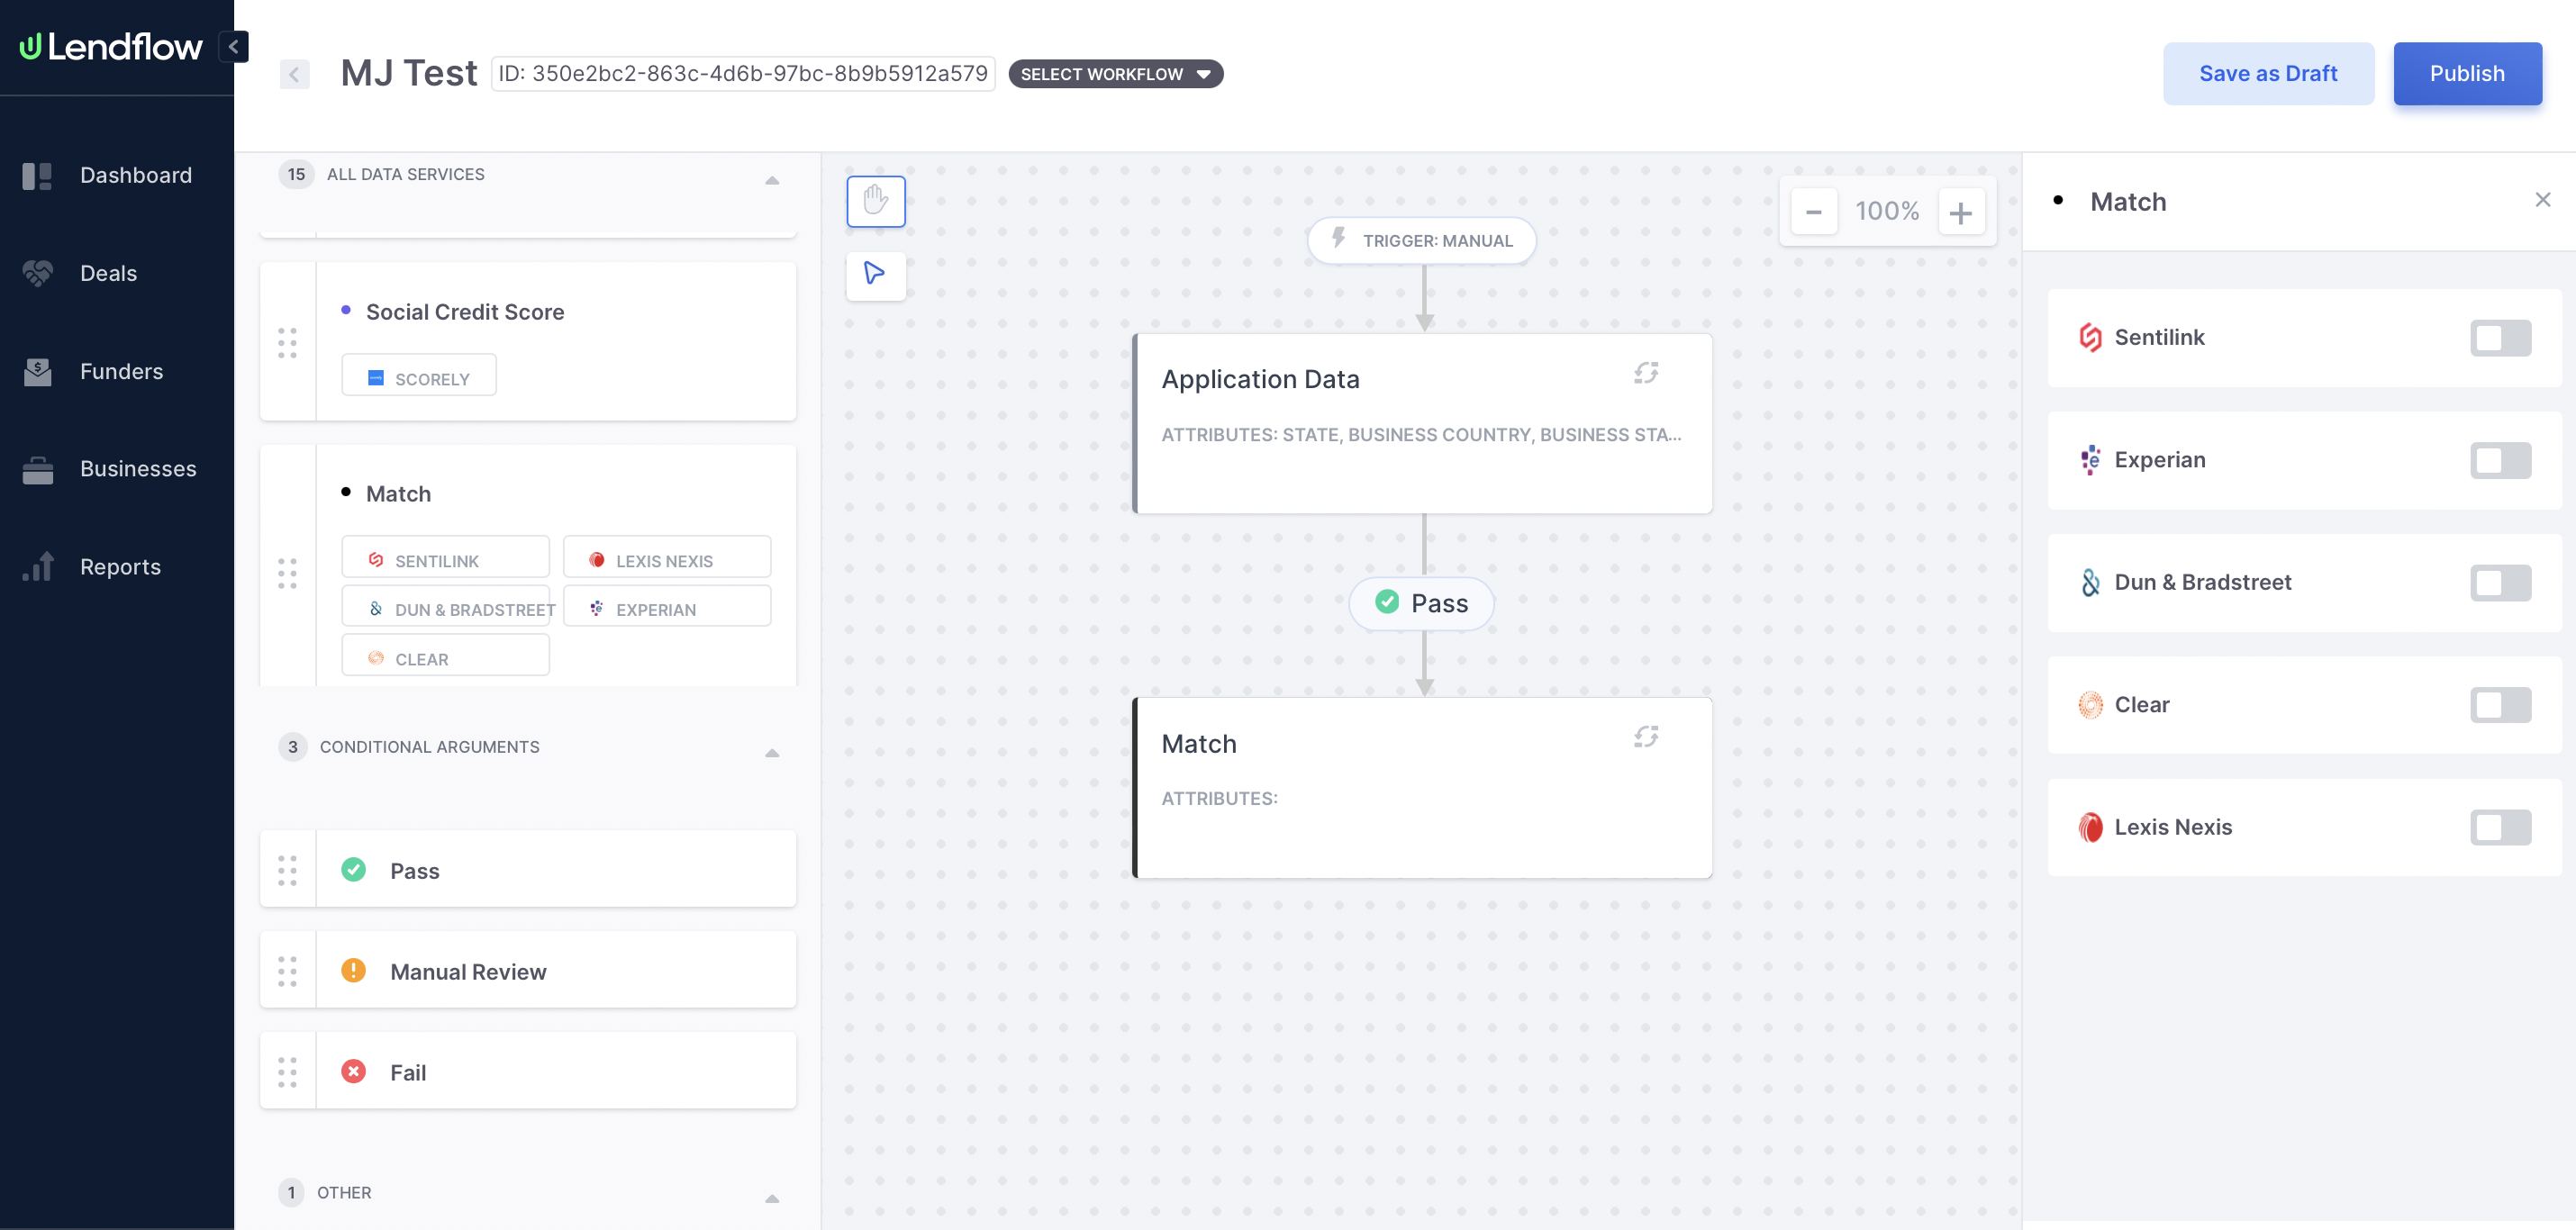 Lendflow
Dashboard
Deals
Funders
Businesses
Reports
MJ Test
ID: 350e2bc2-863c-4d6b-97bc-8b9b5912a579
SELECT WORKFLOW
Save as Draft
Publish
15 ALL DATA SERVICES
Social Credit Score
SCORELY
Match
SENTILINK
LEXIS NEXIS
DUN & BRADSTREET
EXPERIAN
CLEAR
3 CONDITIONAL ARGUMENTS
Pass
Manual Review
Fail
1 OTHER
TRIGGER: MANUAL
100%
Application Data
ATTRIBUTES: STATE, BUSINESS COUNTRY, BUSINESS STA...
Pass
Match
ATTRIBUTES:
Match
Sentilink
Experian
Dun & Bradstreet
Clear
Lexis Nexis